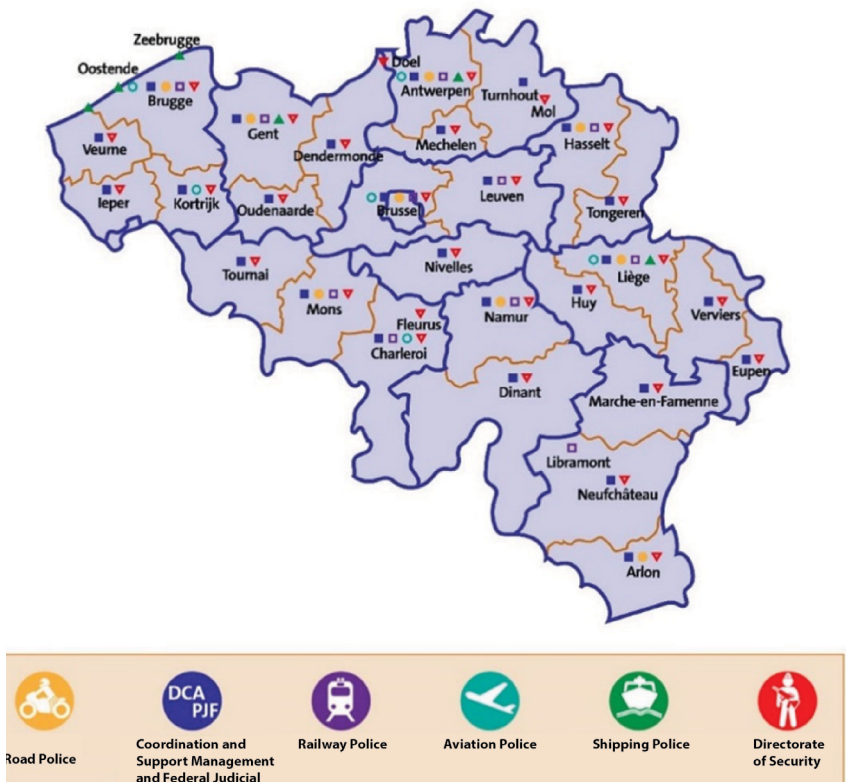 Zeebrugge
Doel
Oostende
Antwerpen
Brugge
Turnhout
Mol
Gent
Hasselt
Mechelen
Veurne
Dendermonde
Leuven
Ieper
Kortrijk
Oudenaarde
Brussel
Tongeren
Tournai
Nivelles
Liège
Huy
Mons
Fleurus
Namur
Verviers
Charleroi
Eupen
Dinant
Marche-en-Famenne
Libramont
Neufchâteau
Arlon
DCA
PJF
Road Police
Coordination and
Support Management
and Federal Judicial
Railway Police
Aviation Police
Shipping Police
Directorate
of Security